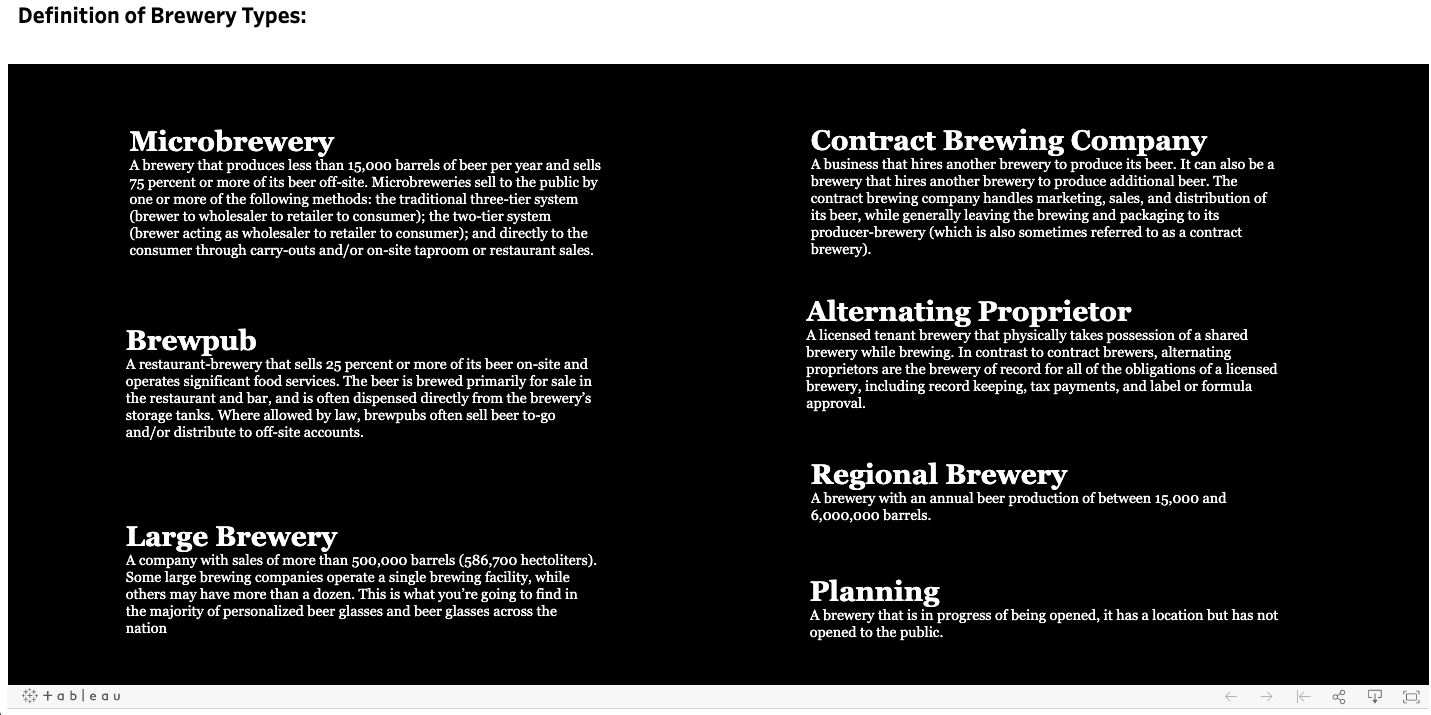 Definition of Brewery Types:
Microbrewery
A brewery that produces less than 15,000 barrels of beer per year and sells
75 percent or more of its beer off-site. Microbreweries sell to the public by
one or more of the following methods: the traditional three-tier system
(brewer to wholesaler to retailer to consumer); the two-tier system
(brewer acting as wholesaler to retailer to consumer); and directly to the
consumer through carry-outs and/or on-site taproom or restaurant sales.
Brewpub
A restaurant-brewery that sells 25 percent or more of its beer on-site and
operates significant food services. The beer is brewed primarily for sale in
the restaurant and bar, and is often dispensed directly from the brewery's
storage tanks. Where allowed by law, brewpubs often sell beer to-go
and/or distribute to off-site accounts.
Large Brewery
A company with sales of more than 500,000 barrels (586,700 hectoliters).
Some large brewing companies operate a single brewing facility, while
others may have more than a dozen. This is what you're going to find in
the majority of personalized beer glasses and beer glasses across the
nation
Contract Brewing Company
A business that hires another brewery to produce its beer. It can also be a
brewery that hires another brewery to produce additional beer. The
contract brewing company handles marketing, sales, and distribution of
its beer, while generally leaving the brewing and packaging to its
producer-brewery (which is also sometimes referred to as a contract
brewery).
Alternating Proprietor
A licensed tenant brewery that physically takes possession of a shared
brewery while brewing. In contrast to contract brewers, alternating
proprietors are the brewery of record for all of the obligations of a licensed
brewery, including record keeping, tax payments, and label or formula
approval.
Regional Brewery
A brewery with an annual beer production of between 15,000 and
6,000,000 barrels.
Planning
A brewery that is in progress of being opened, it has a location but has not
opened to the public.
+ a b l e a u